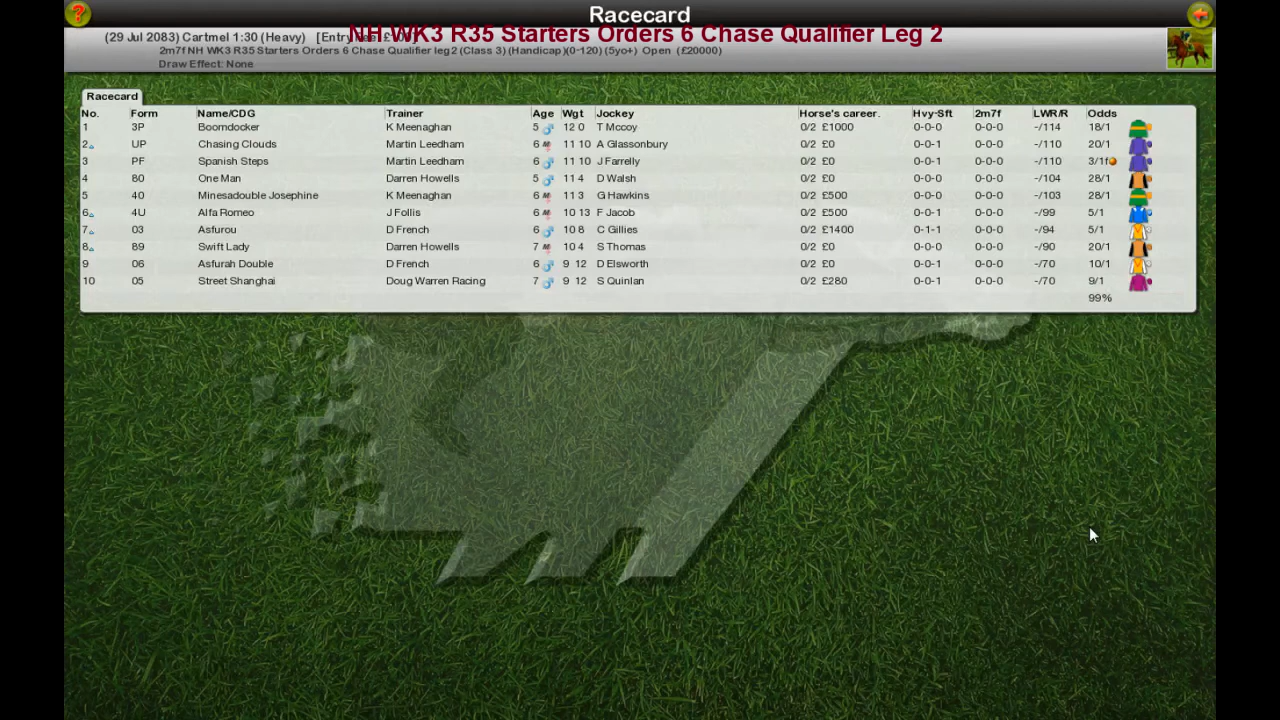 Racecard
NH WK3 R35 Starters Orders 6 Chase Qualifier Leg 2
(29 Jul 2083) Cartmel 1:30 (Heavy) [Entry
2m7f NH WK3 R35 Starters Orders 6 Chase Qualifier leg2 (Class 3) (Handicap)(0-120) (5yo+) Open (£20000)
Draw Effect: None
Racecard
No. Form Name/CDG Trainer Age Wgt Jockey Horse's career. Hvy-Sft 2m7f LWR/R Odds
1 3P Boomdocker K Meenaghan 5 12 0 T Mccoy 0/2 £1000 0-0-0 0-0-0 -/114 18/1
2 UP Chasing Clouds Martin Leedham 6 11 10 A Glassonbury 0/2 £0 0-0-1 0-0-0 -/110 20/1
3 PF Spanish Steps Martin Leedham 6 11 10 J Farrelly 0/2 £0 0-0-1 0-0-0 -/110 3/1f
4 80 One Man Darren Howells 5 11 4 D Walsh 0/2 £0 0-0-0 0-0-0 -/104 28/1
5 40 Minesadouble Josephine K Meenaghan 6 11 3 G Hawkins 0/2 £500 0-0-0 0-0-0 -/103 28/1
6 4U Alfa Romeo J Follis 6 10 13 F Jacob 0/2 £500 0-0-1 0-0-0 -/99 5/1
7 03 Asfurou D French 6 10 8 C Gillies 0/2 £1400 0-1-1 0-0-0 -/94 5/1
8 89 Swift Lady Darren Howells 7 10 4 S Thomas 0/2 £0 0-0-0 0-0-0 -/90 20/1
9 06 Asfurah Double D French 6 9 12 D Elsworth 0/2 £0 0-0-1 0-0-0 -/70 10/1
10 05 Street Shanghai Doug Warren Racing 7 9 12 S Quinlan 0/2 £280 0-0-1 0-0-0 -/70 9/1
99%